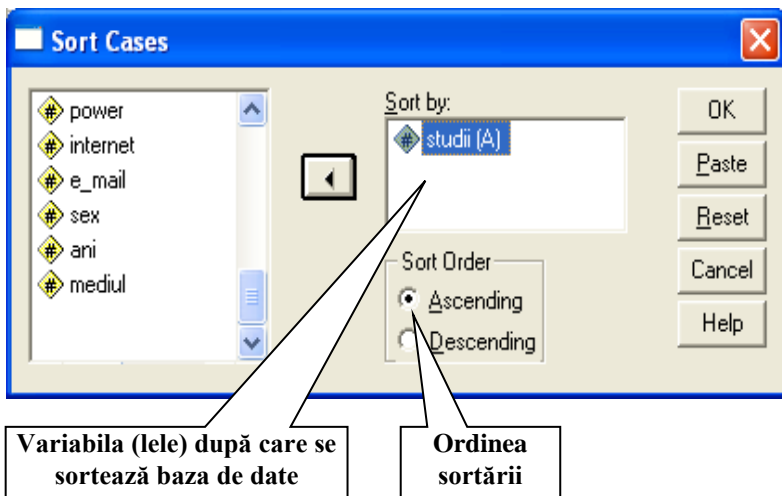 Sort Cases
power
internet
e_mail
sex
ani
mediul
Sort by:
studii (A)
Sort Order
Ascending
Descending
OK
Paste
Reset
Cancel
Help
Variabila (lele) după care se
sortează baza de date
Ordinea
sortării